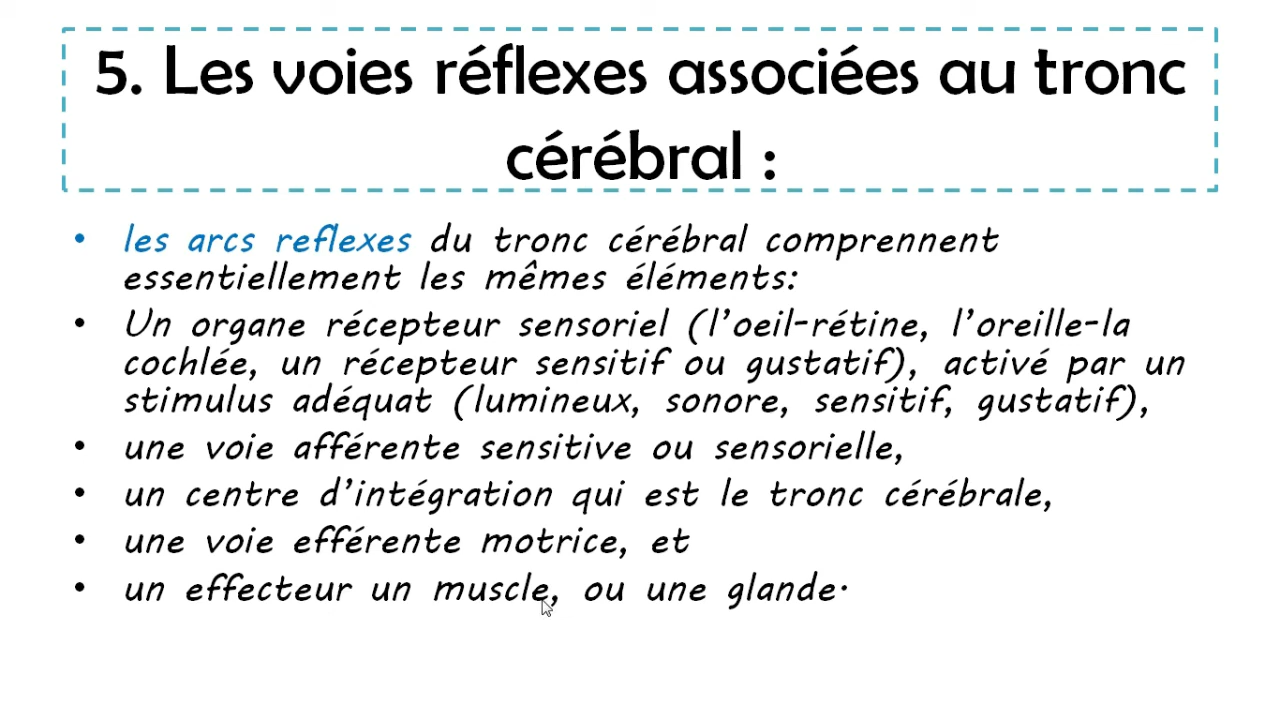 5. Les voies réflexes associées au tronc
cérébral :
• les arcs reflexes du tronc cérébral comprennent
essentiellement les mêmes éléments:
• Un organe récepteur sensoriel (l’oeil-rétine, l’oreille-la
cochlée, un récepteur sensitif ou gustatif), activé par un
stimulus adéquat (lumineux, sonore, sensitif, gustatif),
• une voie afférente sensitive ou sensorielle,
• un centre d’intégration qui est le tronc cérébrale,
• une voie efférente motrice, et
• un effecteur un muscle, ou une glande·